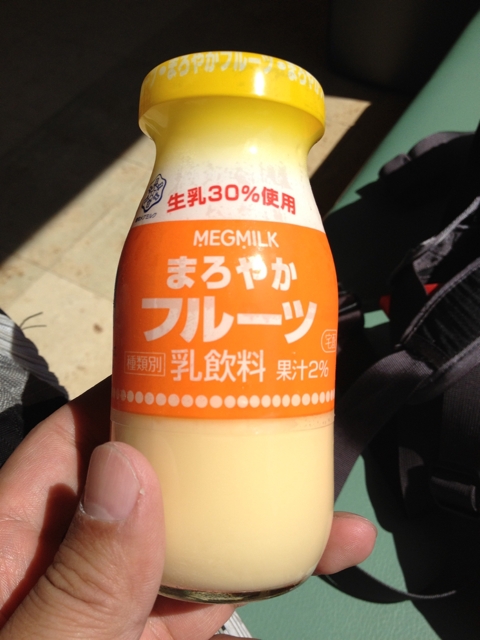 まろやかフルーツ
生乳30%使用
MEGMILK
まろやか
フルーツ
種類別 乳飲料 果汁2%